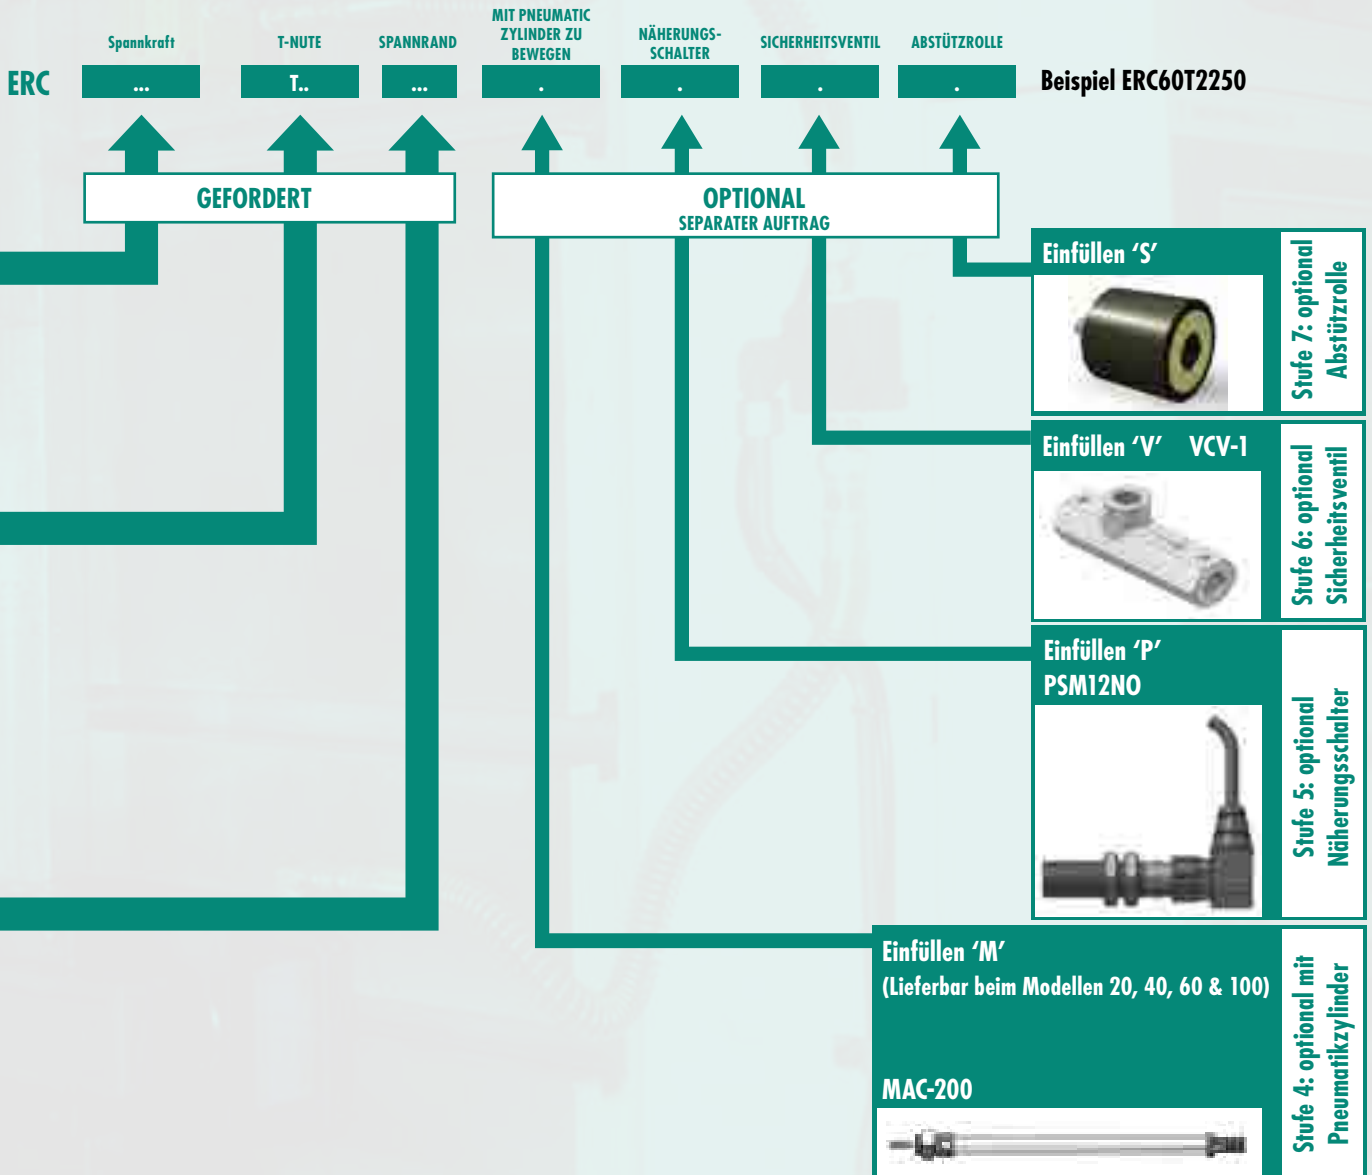 Spannkraft
T-NUTE
SPANNRAND
MIT PNEUMATIC
ZYLINDER ZU
BEWEGEN
NÄHERUNGS-
SCHALTER
SICHERHEITSVENTIL
ABSTÜTZROLLE
ERC ... T.. ... . . . . Beispiel ERC60T2250
GEFORDERT
OPTIONAL
SEPARATER AUFTRAG
Einfüllen ‘S’
Stufe 7: optional
Abstützrolle
Einfüllen ‘V’ VCV-1
Stufe 6: optional
Sicherheitsventil
Einfüllen ‘P’
PSM12NO
Stufe 5: optional
Näherungsschalter
Einfüllen ‘M’
(Lieferbar beim Modellen 20, 40, 60 & 100)
MAC-200
Stufe 4: optional mit
Pneumatikzylinder